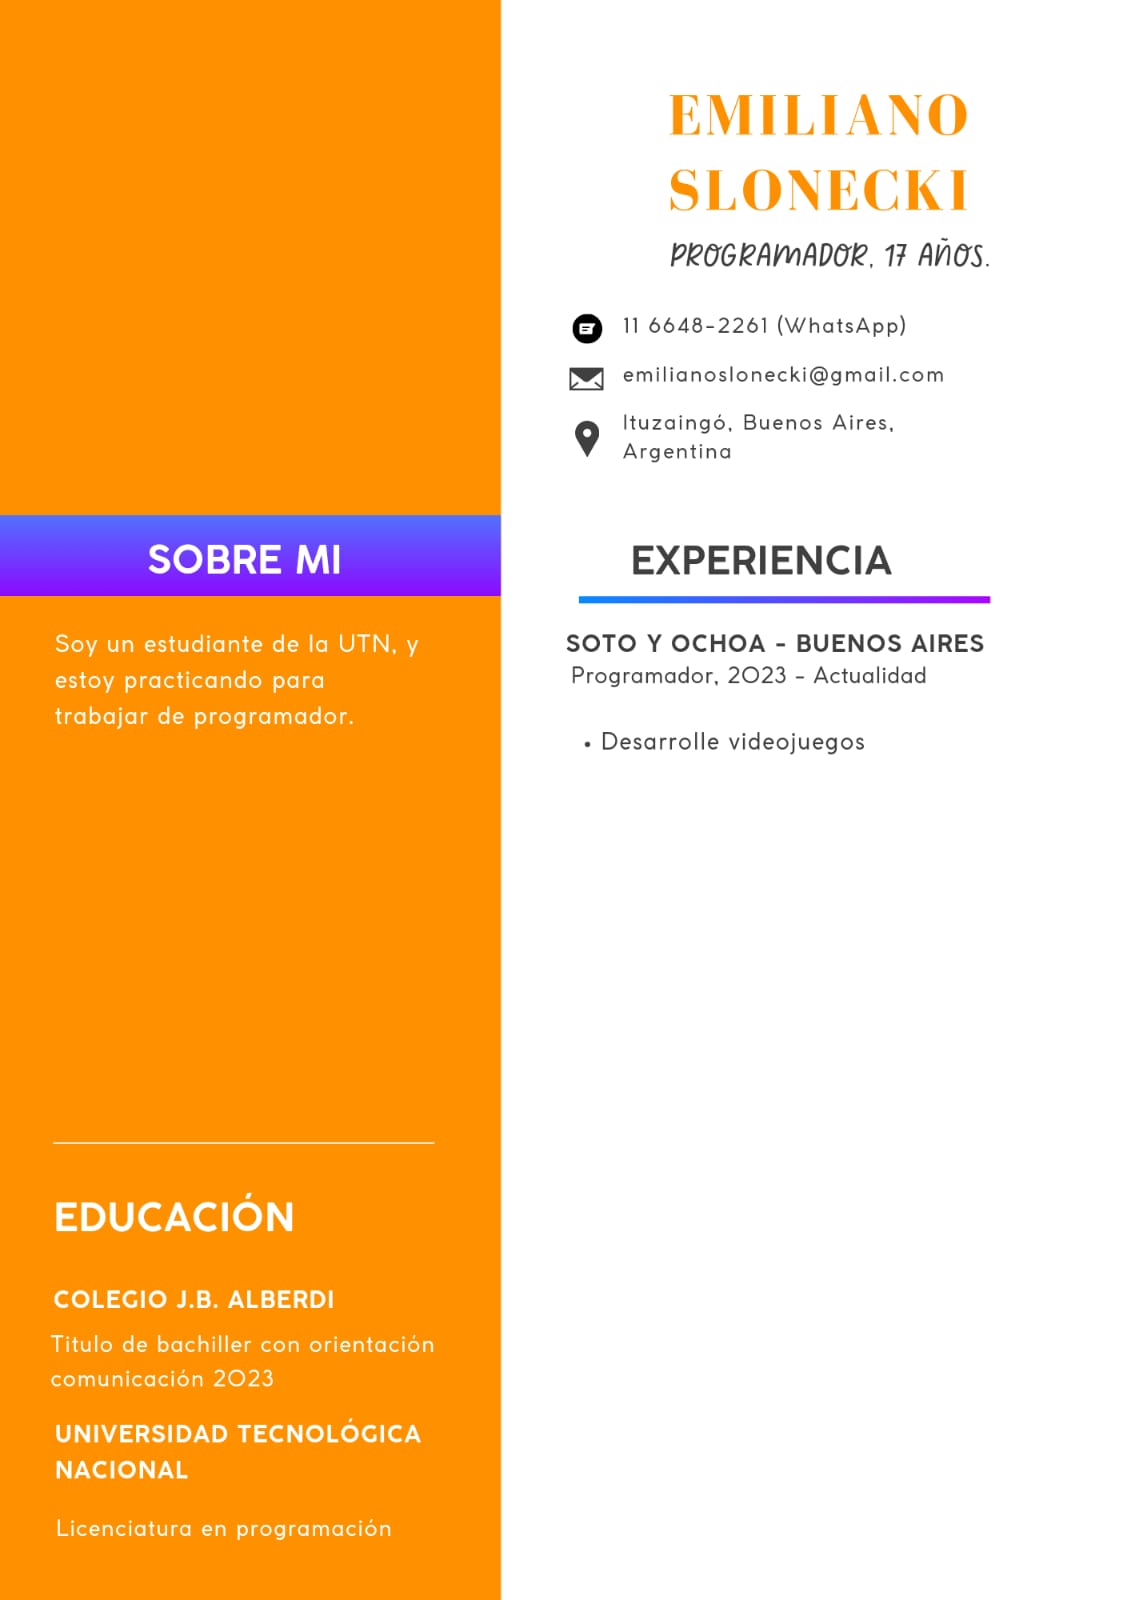 EMILIANO
SLONECKI
PROGRAMADOR, 17 AÑOS.
11 6648-2261 (WhatsApp)
emilianoslonecki@gmail.com
Ituzaingó, Buenos Aires,
Argentina
SOBRE MI
Soy un estudiante de la UTN, y
estoy practicando para
trabajar de programador.
EXPERIENCIA
SOTO Y OCHOA - BUENOS AIRES
Programador, 2023 - Actualidad
• Desarrolle videojuegos
EDUCACIÓN
COLEGIO J.B. ALBERDI
Titulo de bachiller con orientación
comunicación 2023
UNIVERSIDAD TECNOLÓGICA
NACIONAL
Licenciatura en programación